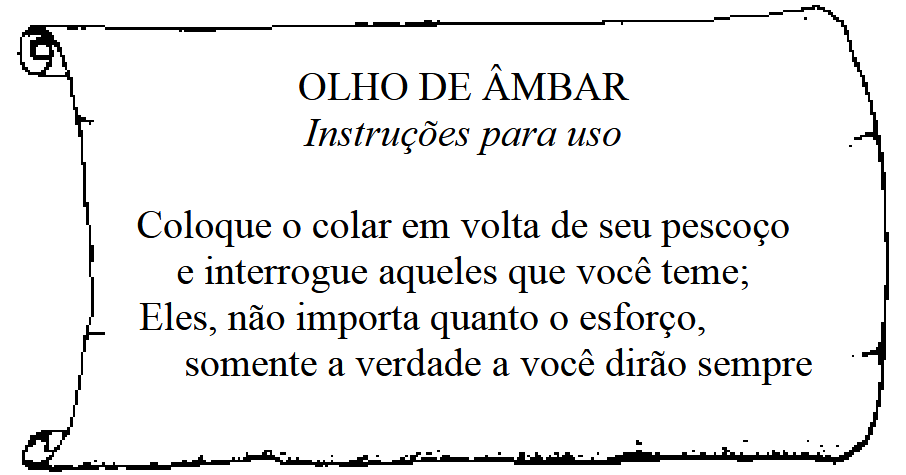 OLHO DE ÂMBAR
Instruções para uso
Coloque o colar em volta de seu pescoço
e interrogue aqueles que você teme;
Eles, não importa quanto o esforço,
somente a verdade a você dirão sempre